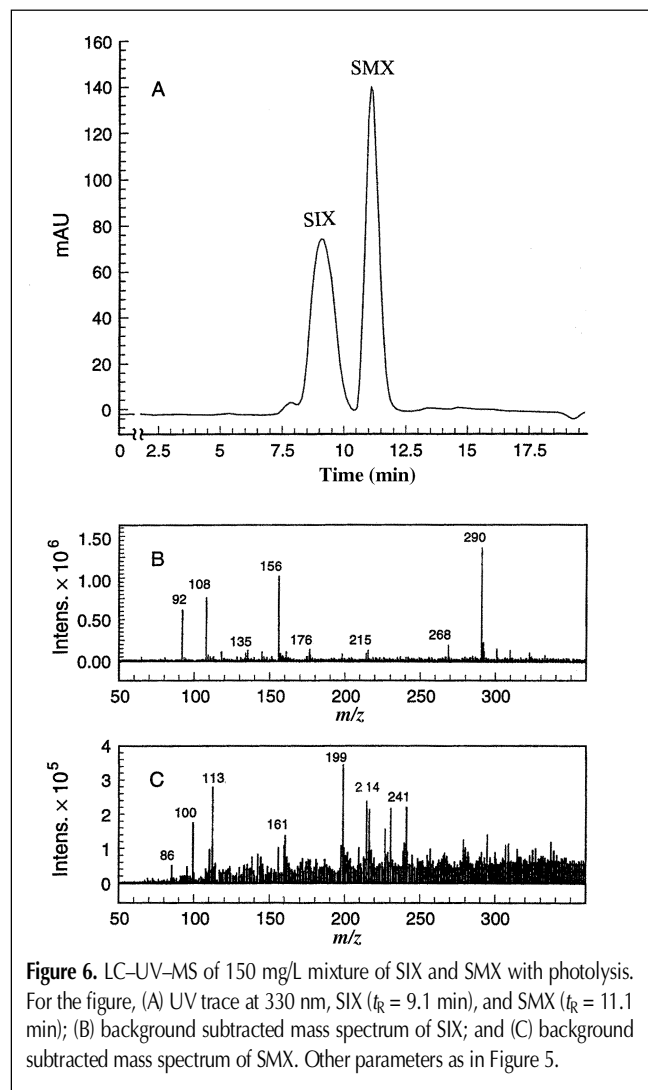 160
140
120
100
80
60
40
20
0
mAU
A
SIX
SMX
0 2.5 5 7.5 10 12.5 15 17.5
Time (min)
Intens. × 10⁶
1.50
1.00
0.50
0.00
B
92
108
135
156
176
215
268
290
50 100 150 200 250 300
m/z
Intens. × 10⁵
4
3
2
1
0
C
86
100
113
161
199
2 14
241
50 100 150 200 250 300
m/z
Figure 6. LC–UV–MS of 150 mg/L mixture of SIX and SMX with photolysis.
For the figure, (A) UV trace at 330 nm, SIX (tR = 9.1 min), and SMX (tR = 11.1
min); (B) background subtracted mass spectrum of SIX; and (C) background
subtracted mass spectrum of SMX. Other parameters as in Figure 5.